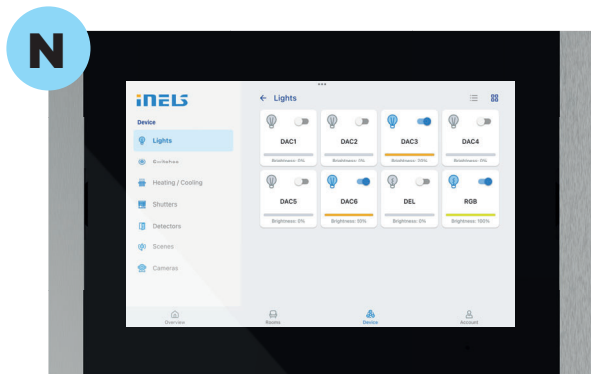 N
inels
Device
Lights
Switches
Heating / Cooling
Shutters
Detectors
Scenes
Cameras
Lights
DAC1
Brightness: 0%
DAC2
Brightness: 0%
DAC3
Brightness: 50%
DAC4
Brightness: 0%
DAC5
Brightness: 0%
DAC6
Brightness: 50%
DEL
Brightness: 0%
RGB
Brightness: 100%
Overview
Rooms
Device
Account